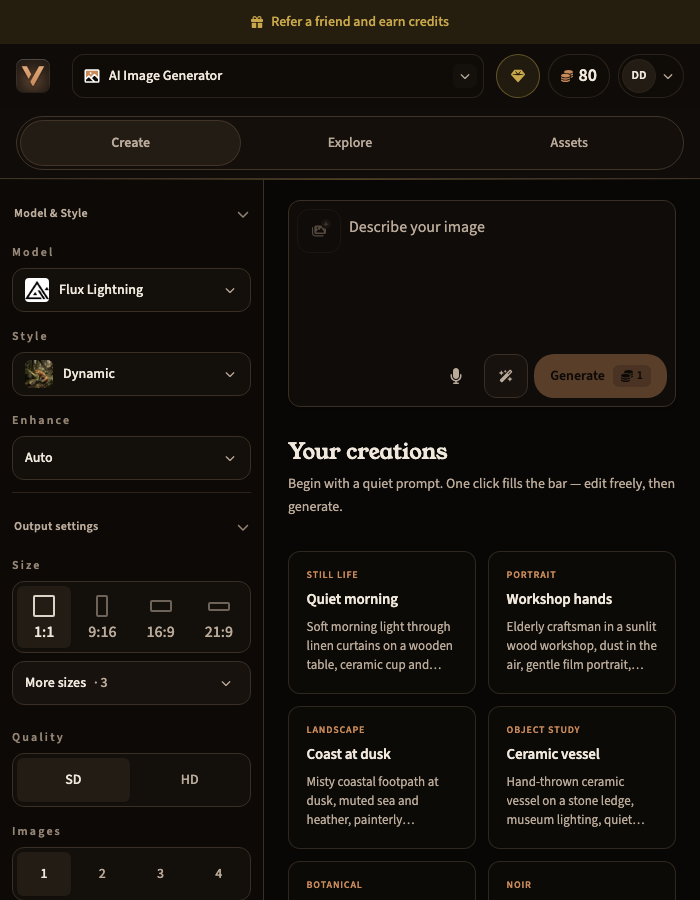 Refer a friend and earn credits
AI Image Generator
80
DD
Create
Explore
Assets
Model & Style
Model
Flux Lightning
Style
Dynamic
Enhance
Auto
Output settings
Size
1:1
9:16
16:9
21:9
More sizes · 3
Quality
SD
HD
Images
1
2
3
4
Describe your image
Generate
1
Your creations
Begin with a quiet prompt. One click fills the bar — edit freely, then
generate.
STILL LIFE
Quiet morning
Soft morning light through
linen curtains on a wooden
table, ceramic cup and…
PORTRAIT
Workshop hands
Elderly craftsman in a sunlit
wood workshop, dust in the
air, gentle film portrait,…
LANDSCAPE
Coast at dusk
Misty coastal footpath at
dusk, muted sea and
heather, painterly…
OBJECT STUDY
Ceramic vessel
Hand-thrown ceramic
vessel on a stone ledge,
museum lighting, quiet…
BOTANICAL
NOIR